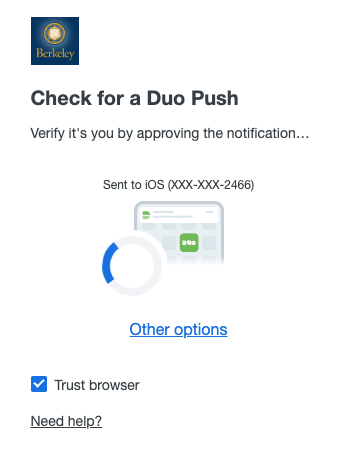 Berkeley
Check for a Duo Push
Verify it's you by approving the notification…
Sent to iOS (XXX-XXX-2466)
DUO
Other options
Trust browser
Need help?